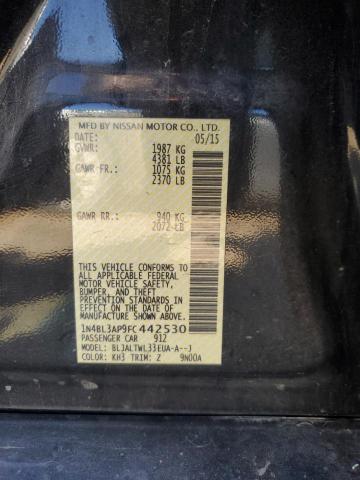 MFD BY NISSAN MOTOR CO., LTD.
DATE: 05/15
GVWR: 1987 KG
4381 LB
GAWR FR.: 1075 KG
2370 LB
GAWR RR.: 940 KG
2072 LB
THIS VEHICLE CONFORMS TO
ALL APPLICABLE FEDERAL
MOTOR VEHICLE SAFETY,
BUMPER, AND THEFT
PREVENTION STANDARDS IN
EFFECT ON THE DATE OF
MANUFACTURE SHOWN ABOVE.
1N4BL3AP9FC442530
PASSENGER CAR 912
MODEL: BLJALTWL33EUA-A--J
COLOR: KH3 TRIM: Z 9N00A